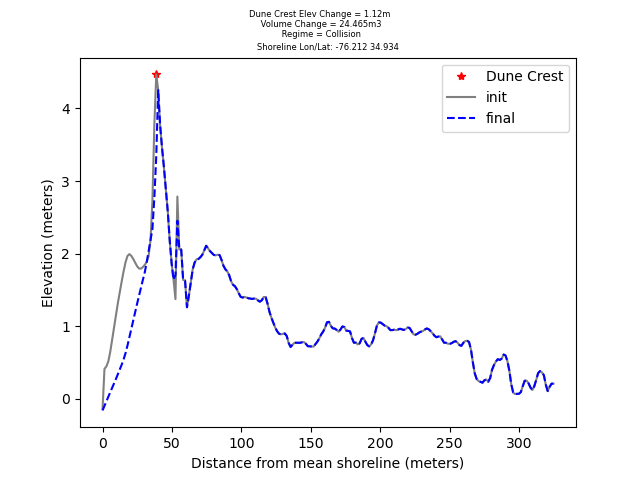 Dune Crest Elev Change = 1.12m
Volume Change = 24.465m3
Regime = Collision
Shoreline Lon/Lat: -76.212 34.934
Dune Crest
init
final
Elevation (meters)
4
3
2
1
0
0 50 100 150 200 250 300
Distance from mean shoreline (meters)